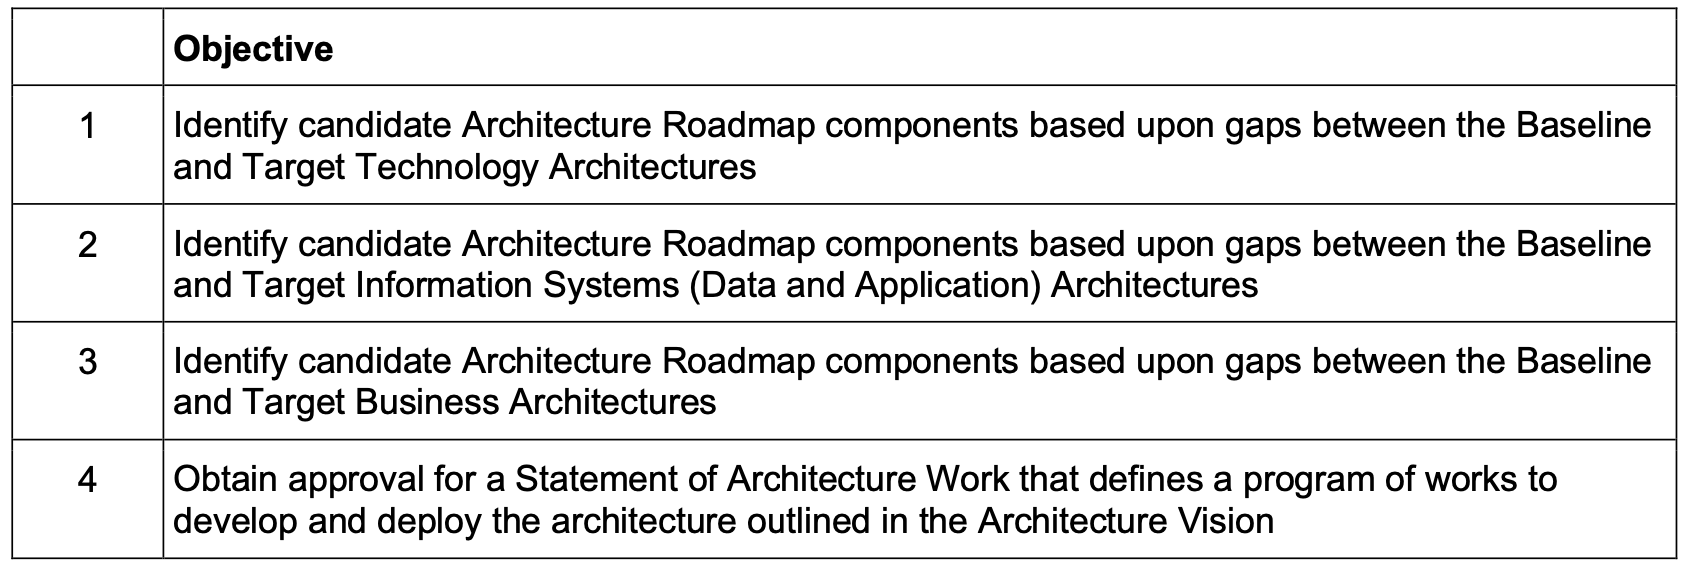 Objective
1
Identify candidate Architecture Roadmap components based upon gaps between the Baseline
and Target Technology Architectures
2
Identify candidate Architecture Roadmap components based upon gaps between the Baseline
and Target Information Systems (Data and Application) Architectures
3
Identify candidate Architecture Roadmap components based upon gaps between the Baseline
and Target Business Architectures
4
Obtain approval for a Statement of Architecture Work that defines a program of works to
develop and deploy the architecture outlined in the Architecture Vision